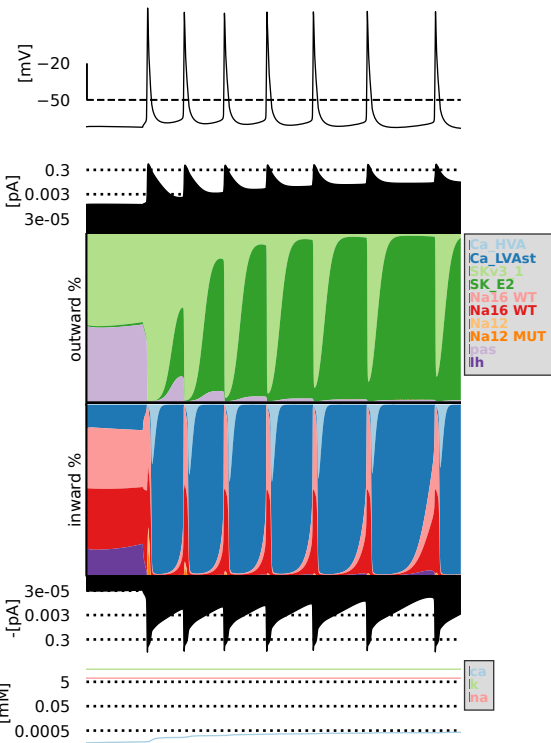 [mV]
−20
−50
[pA]
0.3
0.003
3e-05
outward %
Ca_HVA
Ca_LVAst
SKv3_1
SK_E2
Na16 WT
Na16 WT
Na12
Na12 MUT
pas
Ih
inward %
-[pA]
3e-05
0.003
0.3
[mM]
5
0.05
0.0005
ca
k
na